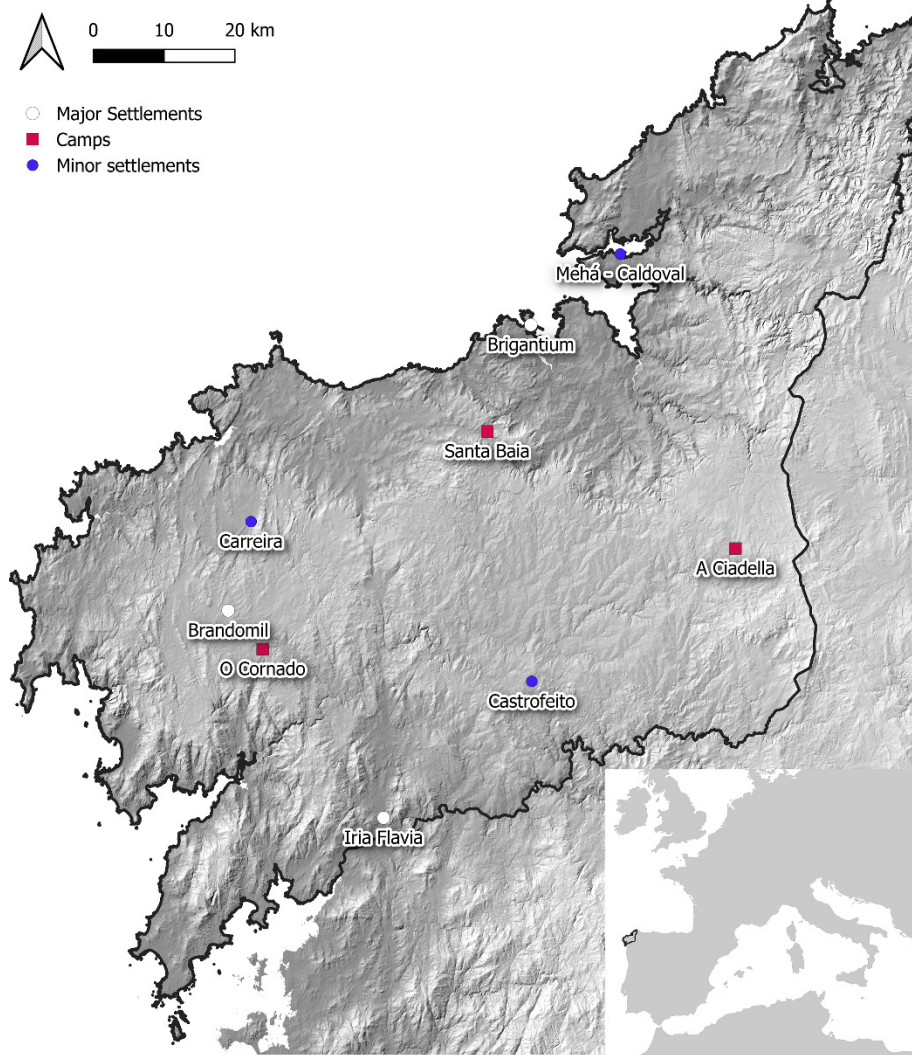 0 10 20 km
Major Settlements
Camps
Minor settlements
Mehá - Caldoval
Brigantium
Santa Baia
Carreira
A Ciadella
Brandomil
O Cornado
Castrofeito
Iria Flavia